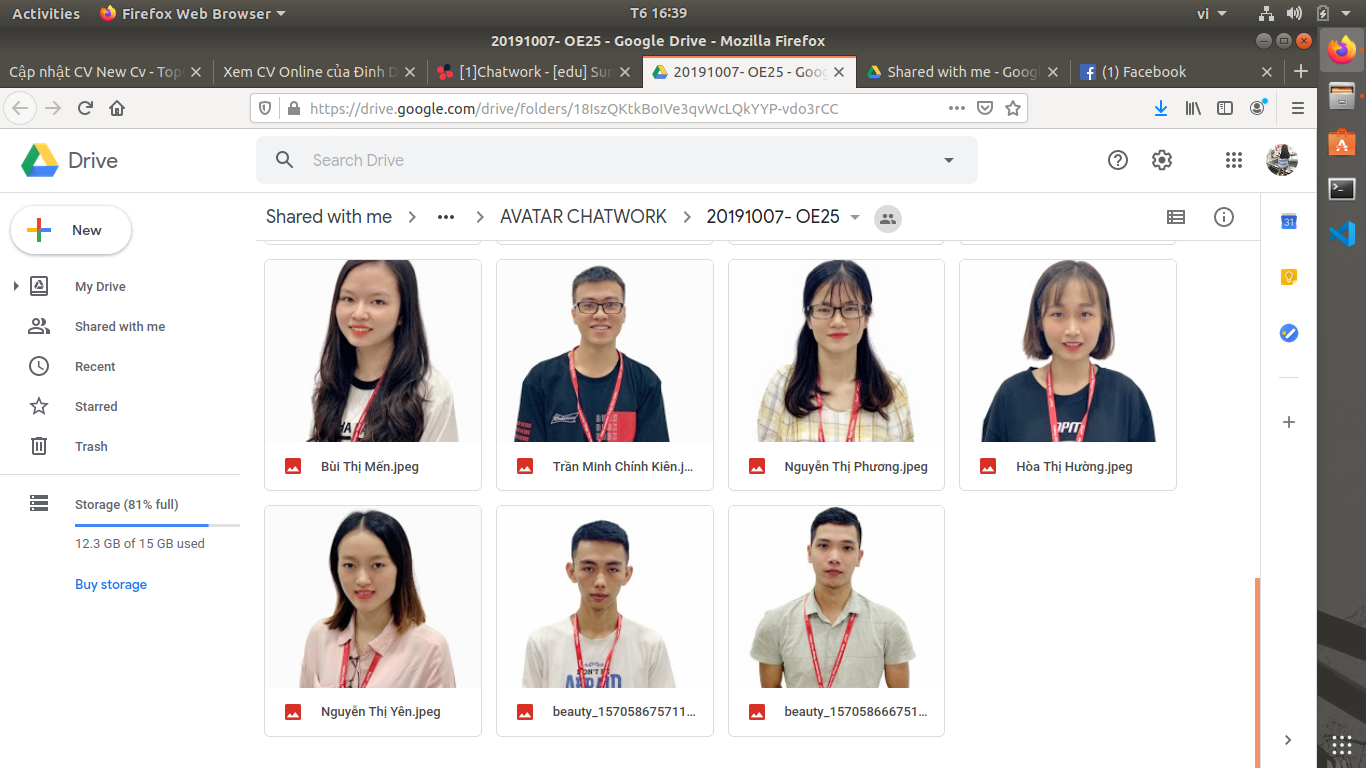 Activities Firefox Web Browser T6 16:39 vi
20191007- OE25 - Google Drive - Mozilla Firefox
Cập nhật CV New Cv - Top Xem CV Online của Đinh D [1]Chatwork - [edu] Sun 20191007- OE25 - Goog Shared with me - Googl (1) Facebook
https://drive.google.com/drive/folders/18IszQKtkBoIVe3qvWcLQkYYP-vdo3rCC
Drive Search Drive
New Shared with me AVATAR CHATWORK 20191007- OE25
My Drive
Shared with me
Recent
Starred
Trash
Storage (81% full)
12.3 GB of 15 GB used
Buy storage
Bùi Thị Mến.jpeg Trần Minh Chính Kiên.j... Nguyễn Thị Phương.jpeg Hòa Thị Hường.jpeg
Nguyễn Thị Yên.jpeg beauty_157058675711... beauty_157058666751...
31